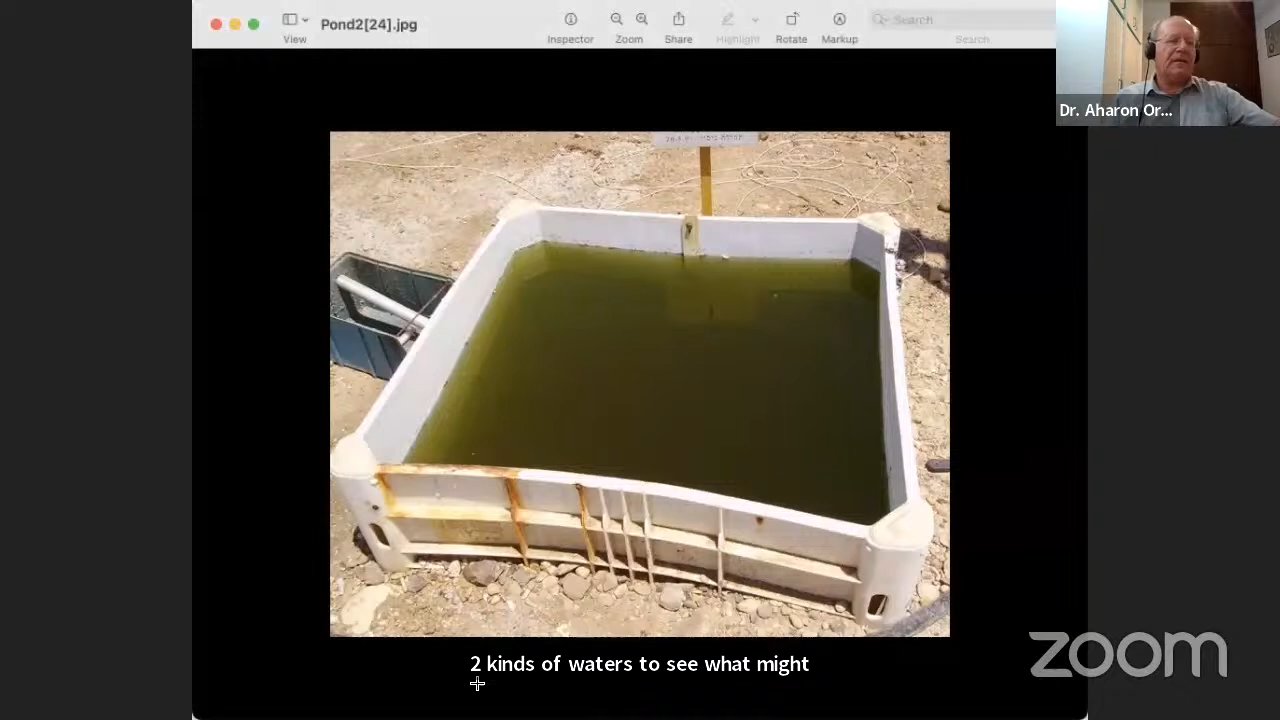 View
Pond2[24].jpg
Inspector
Zoom
Share
Highlight
Rotate
Markup
Search
Search
Dr. Aharon Or...
2 kinds of waters to see what might
zoom